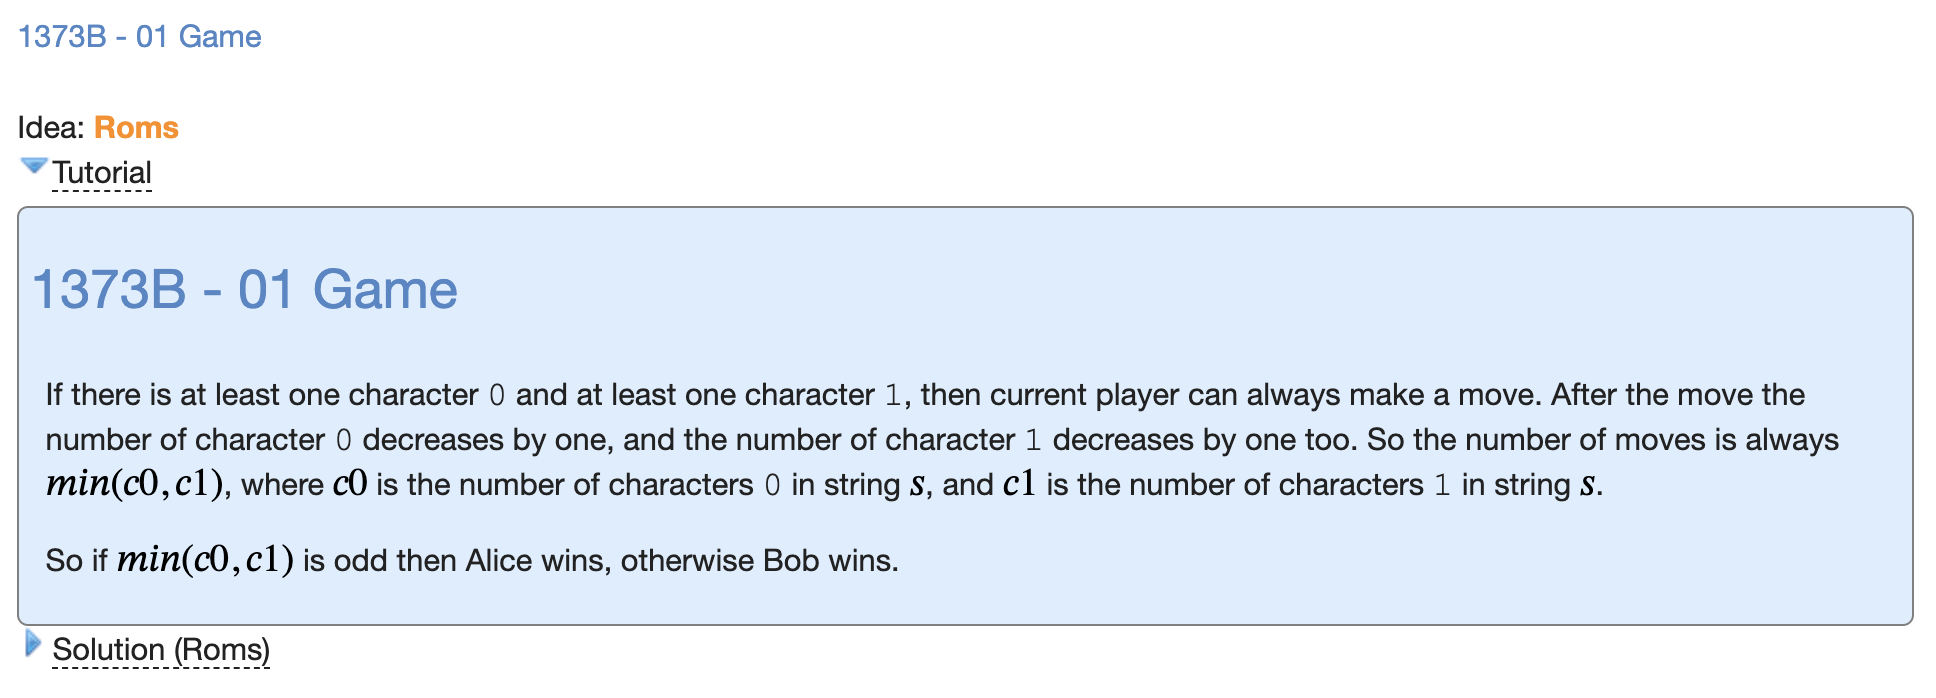 1373B - 01 Game
Idea: Roms
Tutorial
1373B - 01 Game
If there is at least one character 0 and at least one character 1, then current player can always make a move. After the move the
number of character 0 decreases by one, and the number of character 1 decreases by one too. So the number of moves is always
min(c0, c1), where c0 is the number of characters 0 in string s, and c1 is the number of characters 1 in string s.
So if min(c0, c1) is odd then Alice wins, otherwise Bob wins.
Solution (Roms)